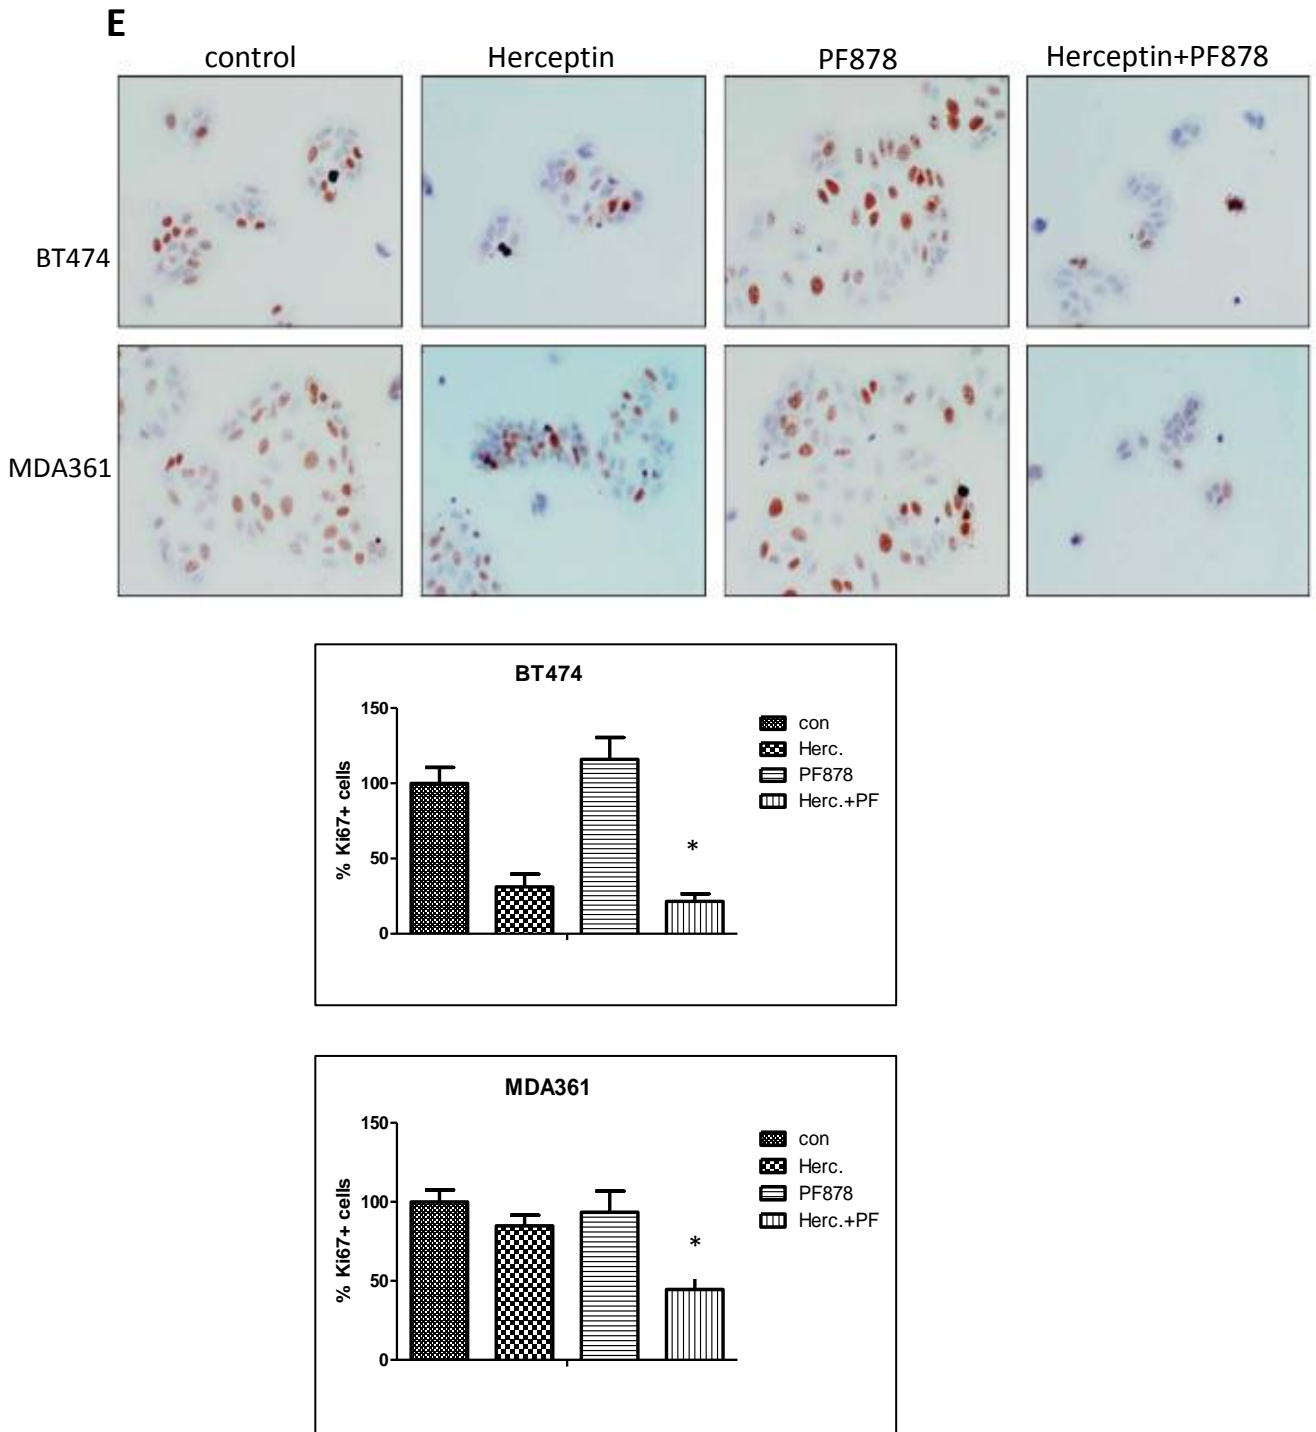 E
control Herceptin PF878 Herceptin+PF878
BT474
MDA361
BT474
150
100
50
0
% Ki67+ cells
*
con
Herc.
PF878
Herc.+PF
MDA361
150
100
50
0
% Ki67+ cells
*
con
Herc.
PF878
Herc.+PF